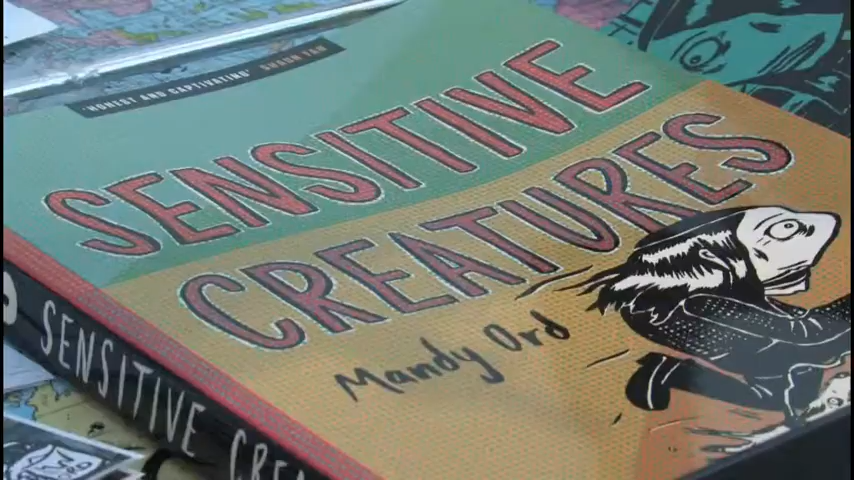 'HONEST AND CAPTIVATING' SHAUN TAN
SENSITIVE
CREATURES
Mandy Ord
SENSITIVE CREA